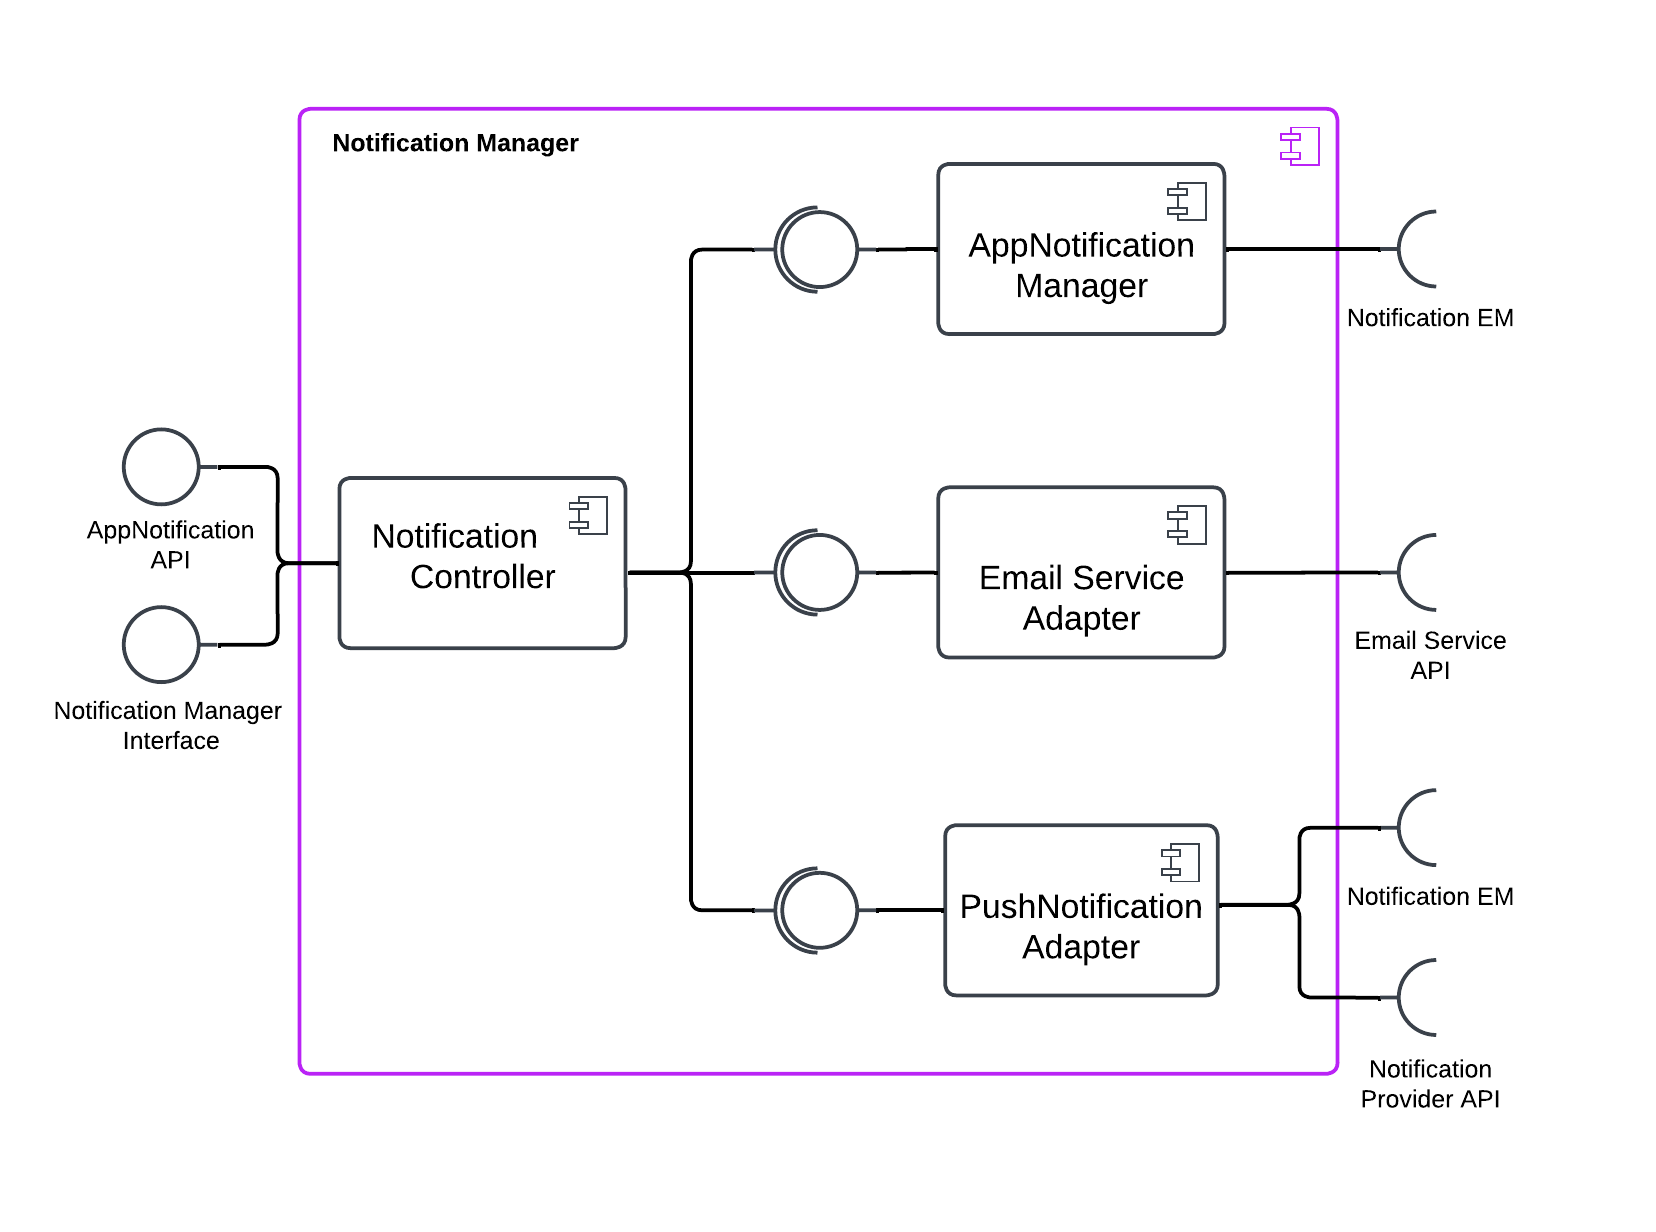 Notification Manager
AppNotification
Manager
Notification EM
AppNotification
API
Notification
Controller
Notification Manager
Interface
Email Service
Adapter
Email Service
API
PushNotification
Adapter
Notification EM
Notification
Provider API